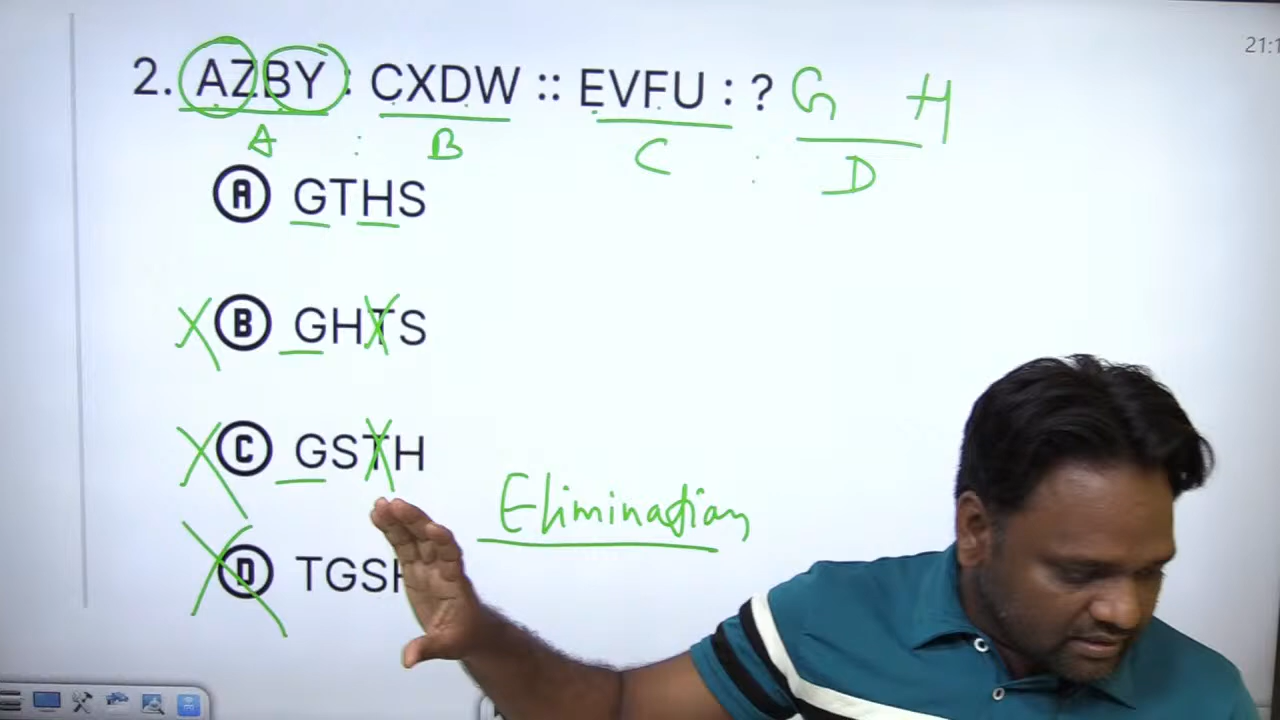 21:1
2. AZBY : CXDW :: EVFU : ? G H
A : B C : D
A GTHS
B GHTS
C GSTH
Elimination
D TGS